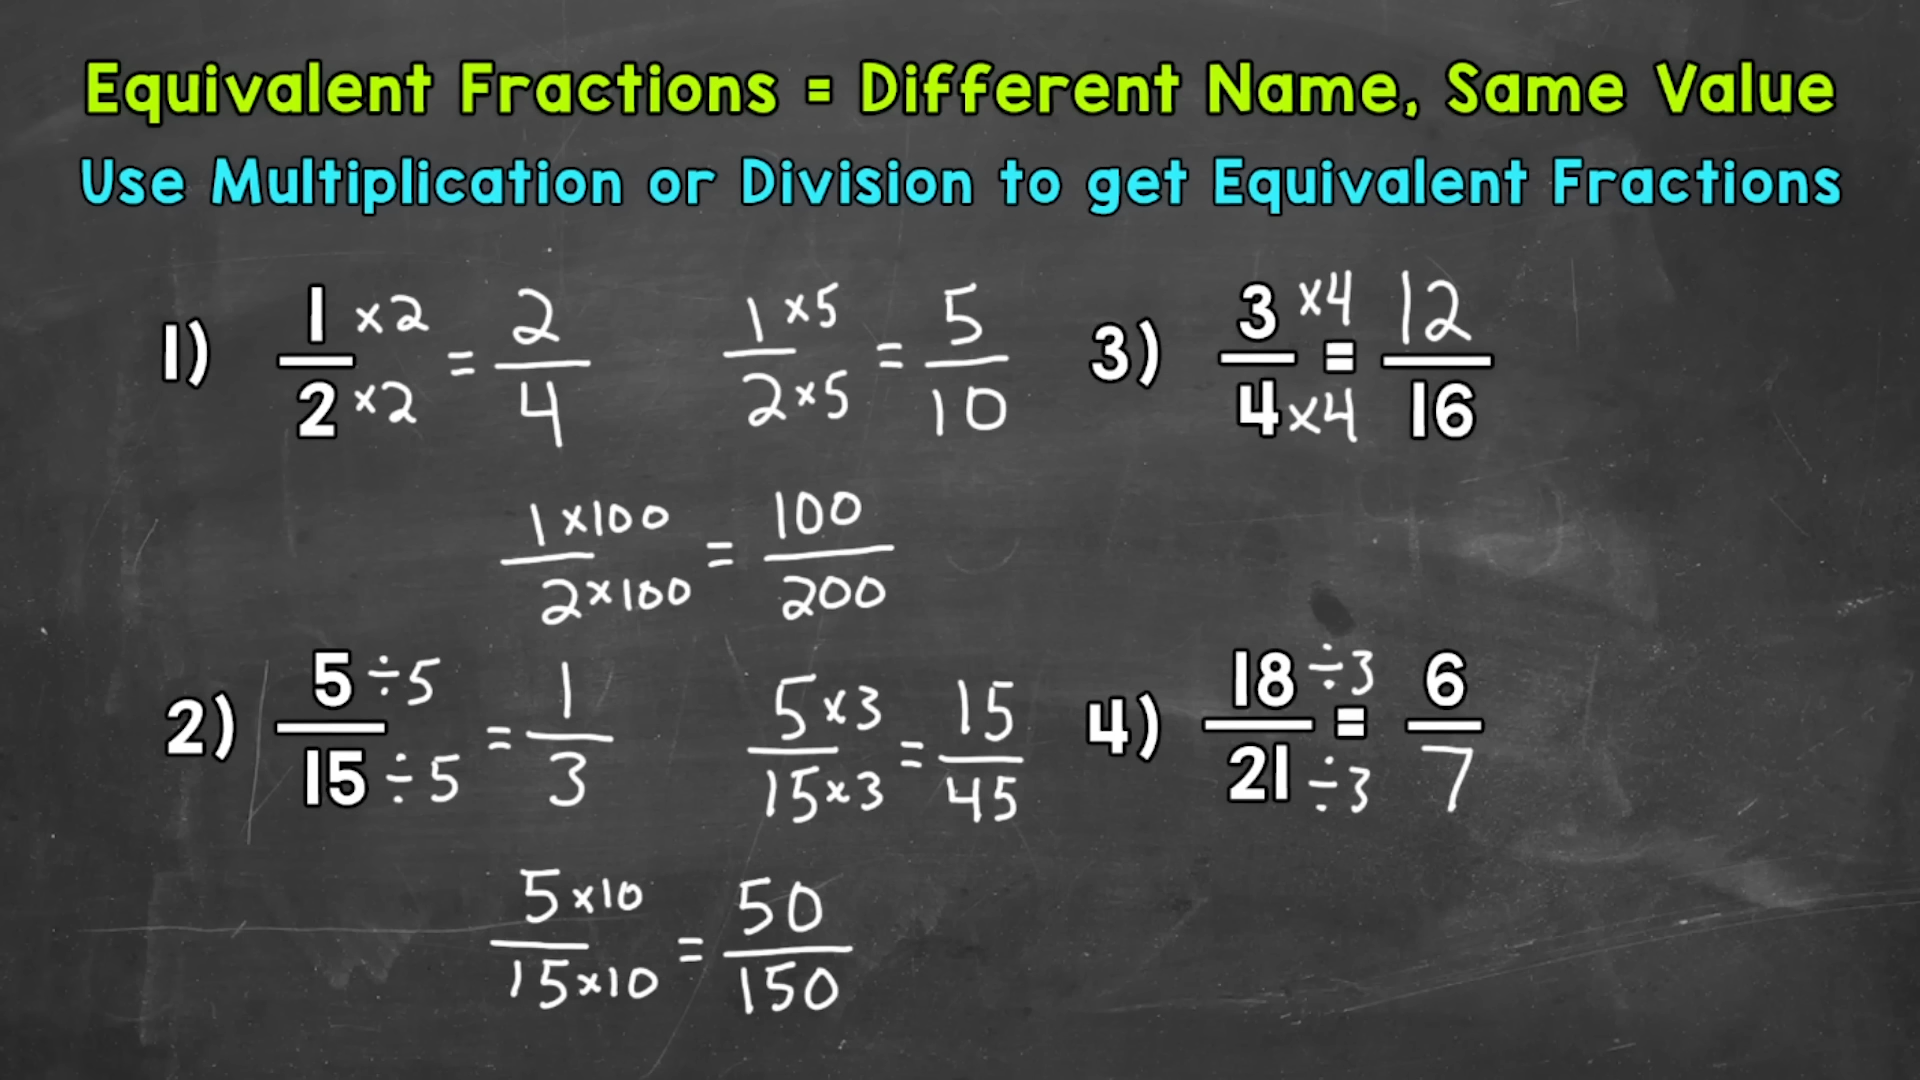 Equivalent Fractions = Different Name, Same Value
Use Multiplication or Division to get Equivalent Fractions
1) 1 ×2 / 2 ×2 = 2/4
1 ×5 / 2 ×5 = 5/10
1 ×100 / 2 ×100 = 100/200
2) 5 ÷5 / 15 ÷5 = 1/3
5 ×3 / 15 ×3 = 15/45
5 ×10 / 15 ×10 = 50/150
3) 3 ×4 / 4 ×4 = 12/16
4) 18 ÷3 / 21 ÷3 = 6/7